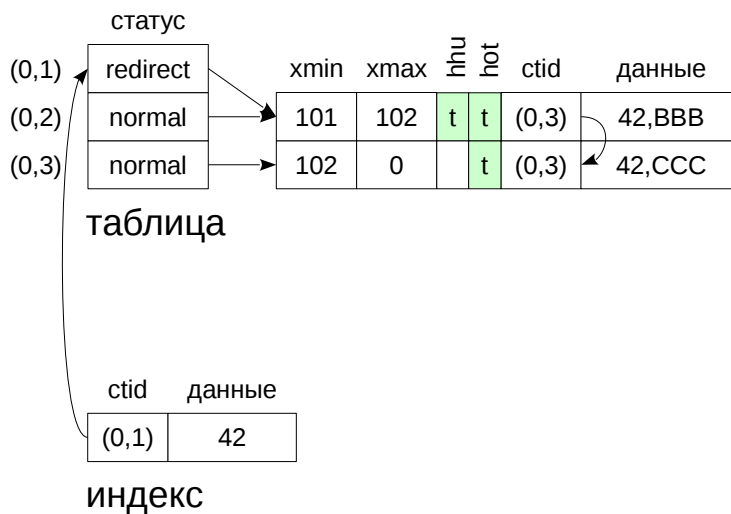 статус
xmin xmax hhu hot ctid данные
(0,1) redirect
(0,2) normal 101 102 t t (0,3) 42,BBB
(0,3) normal 102 0 t (0,3) 42,CCC
таблица
ctid данные
(0,1) 42
индекс